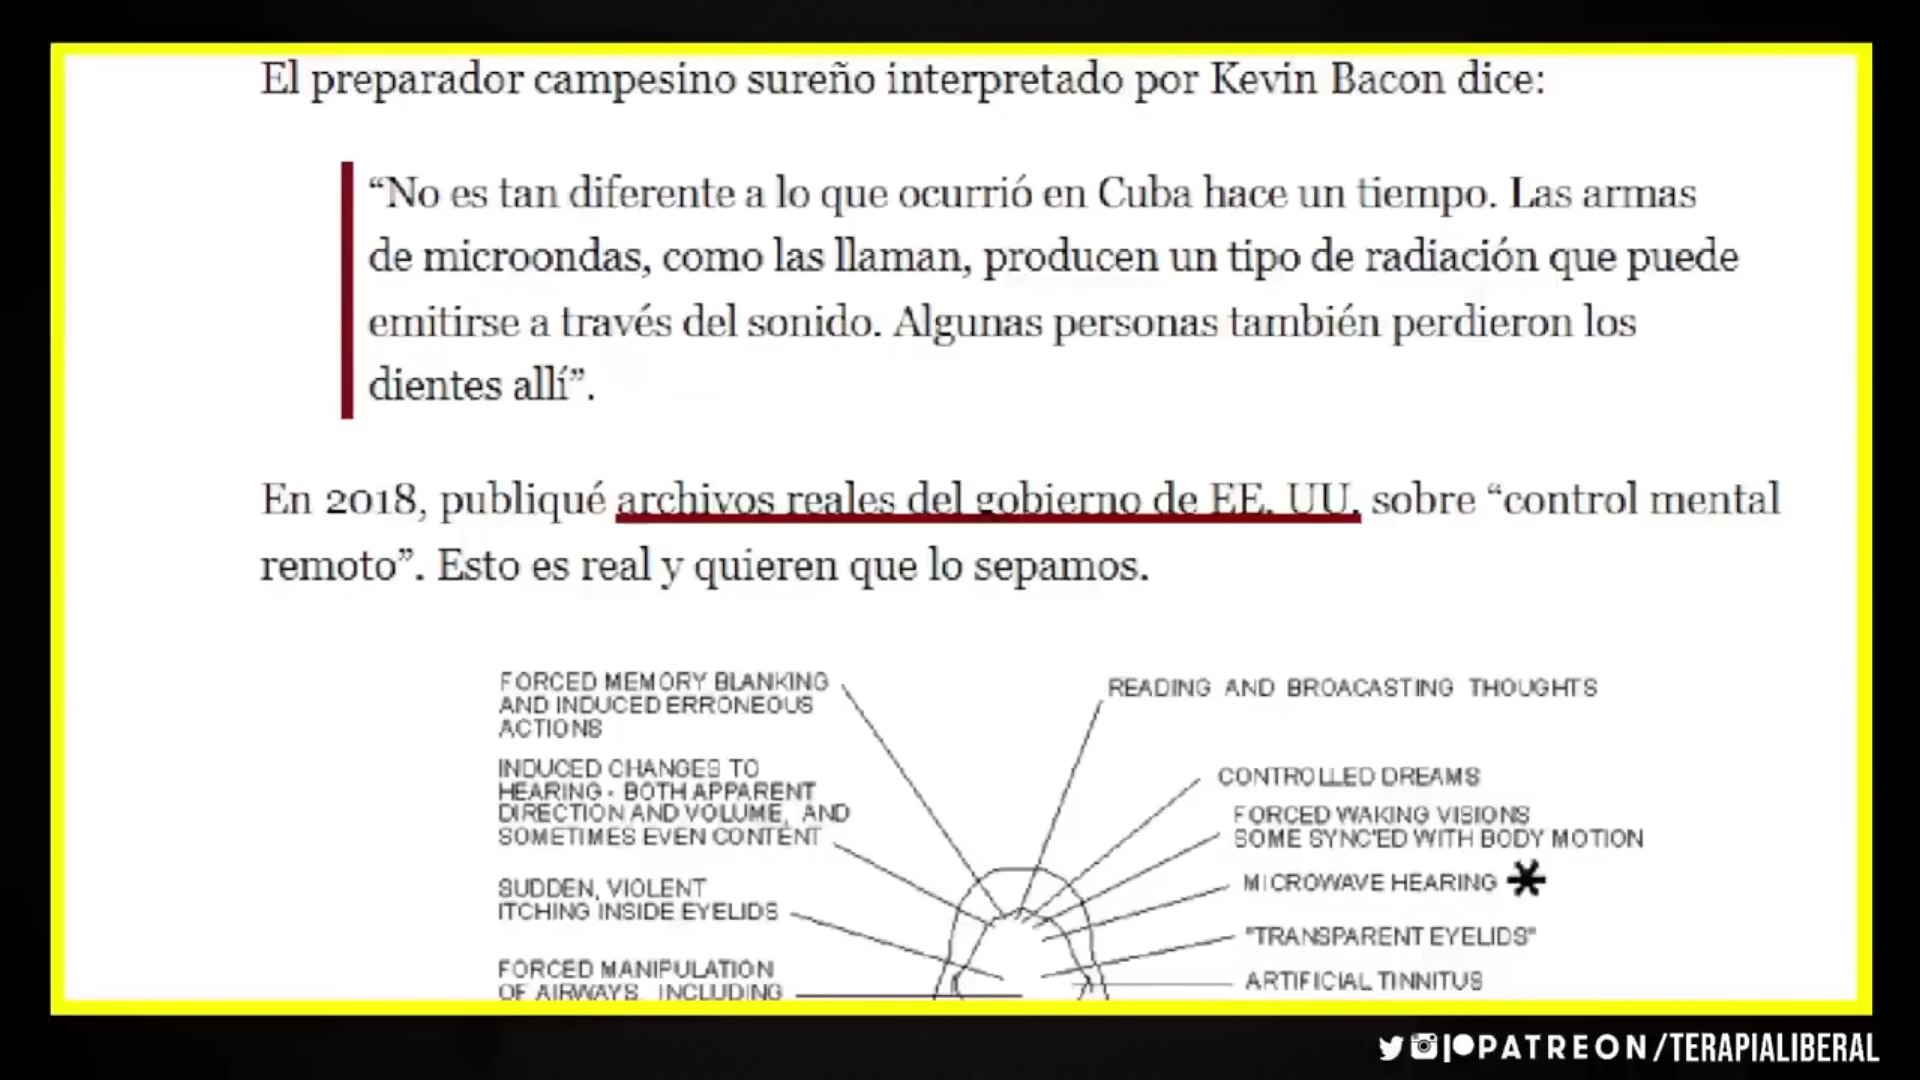 El preparador campesino sureño interpretado por Kevin Bacon dice:
“No es tan diferente a lo que ocurrió en Cuba hace un tiempo. Las armas
de microondas, como las llaman, producen un tipo de radiación que puede
emitirse a través del sonido. Algunas personas también perdieron los
dientes allí”.
En 2018, publiqué archivos reales del gobierno de EE. UU. sobre “control mental
remoto”. Esto es real y quieren que lo sepamos.
FORCED MEMORY BLANKING
AND INDUCED ERRONEOUS
ACTIONS
INDUCED CHANGES TO
HEARING - BOTH APPARENT
DIRECTION AND VOLUME, AND
SOMETIMES EVEN CONTENT
SUDDEN, VIOLENT
ITCHING INSIDE EYELIDS
FORCED MANIPULATION
OF AIRWAYS, INCLUDING
READING AND BROACASTING THOUGHTS
CONTROLLED DREAMS
FORCED WAKING VISIONS
SOME SYNC'ED WITH BODY MOTION
MICROWAVE HEARING *
"TRANSPARENT EYELIDS"
ARTIFICIAL TINNITUS
PATREON/TERAPIALIBERAL